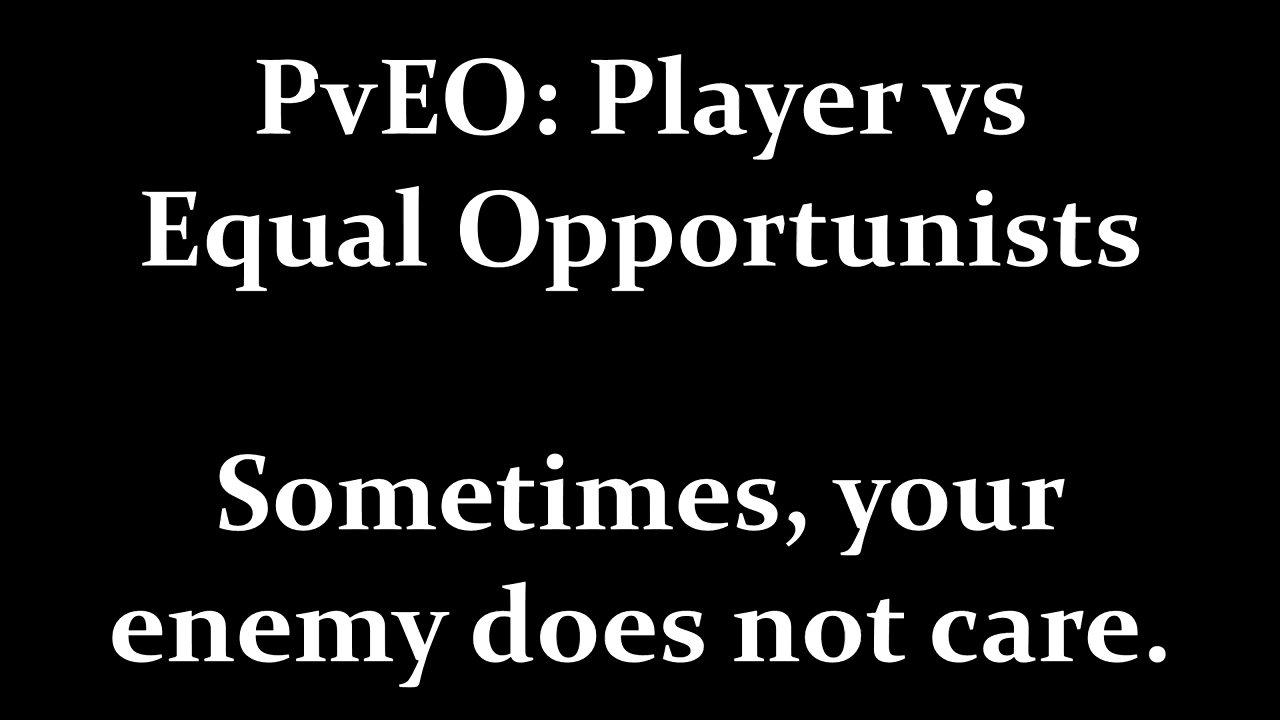 PvEO: Player vs
Equal Opportunists
Sometimes, your
enemy does not care.